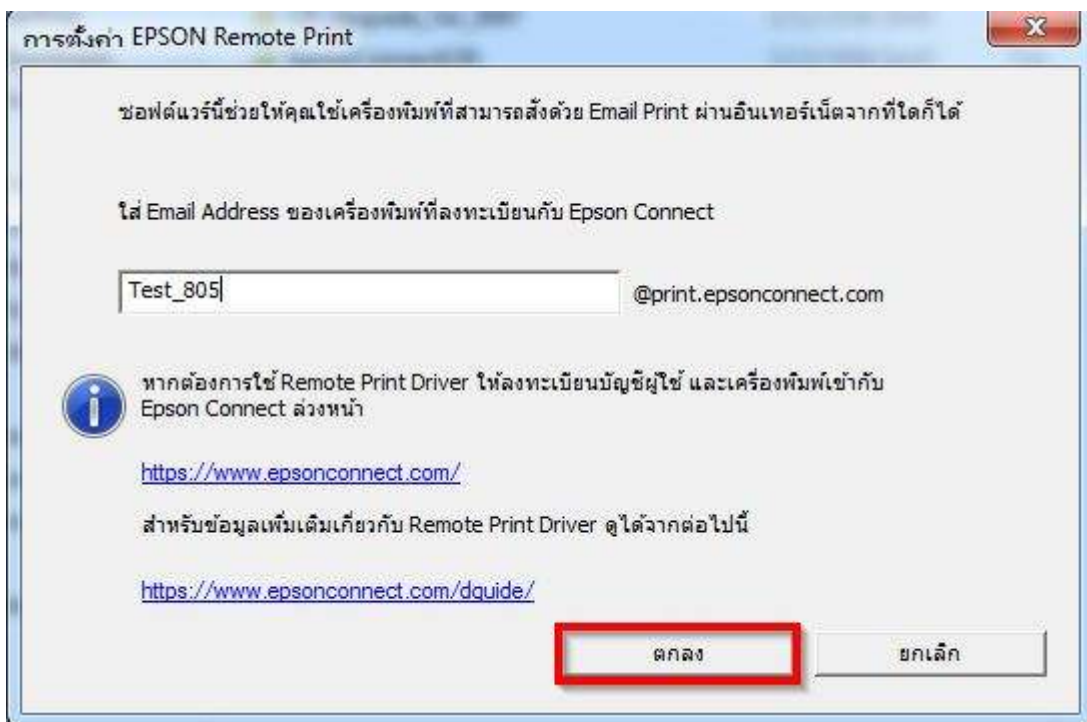 การตั้งค่า EPSON Remote Print
ซอฟต์แวร์นี้ช่วยให้คุณใช้เครื่องพิมพ์ที่สามารถสั่งด้วย Email Print ผ่านอินเทอร์เน็ตจากที่ใดก็ได้
ใส่ Email Address ของเครื่องพิมพ์ที่ลงทะเบียนกับ Epson Connect
Test_805
@print.epsonconnect.com
หากต้องการใช้ Remote Print Driver ให้ลงทะเบียนบัญชีผู้ใช้ และเครื่องพิมพ์เข้ากับ
Epson Connect ล่วงหน้า
https://www.epsonconnect.com/
สำหรับข้อมูลเพิ่มเติมเกี่ยวกับ Remote Print Driver ดูได้จากต่อไปนี้
https://www.epsonconnect.com/dguide/
ตกลง
ยกเลิก